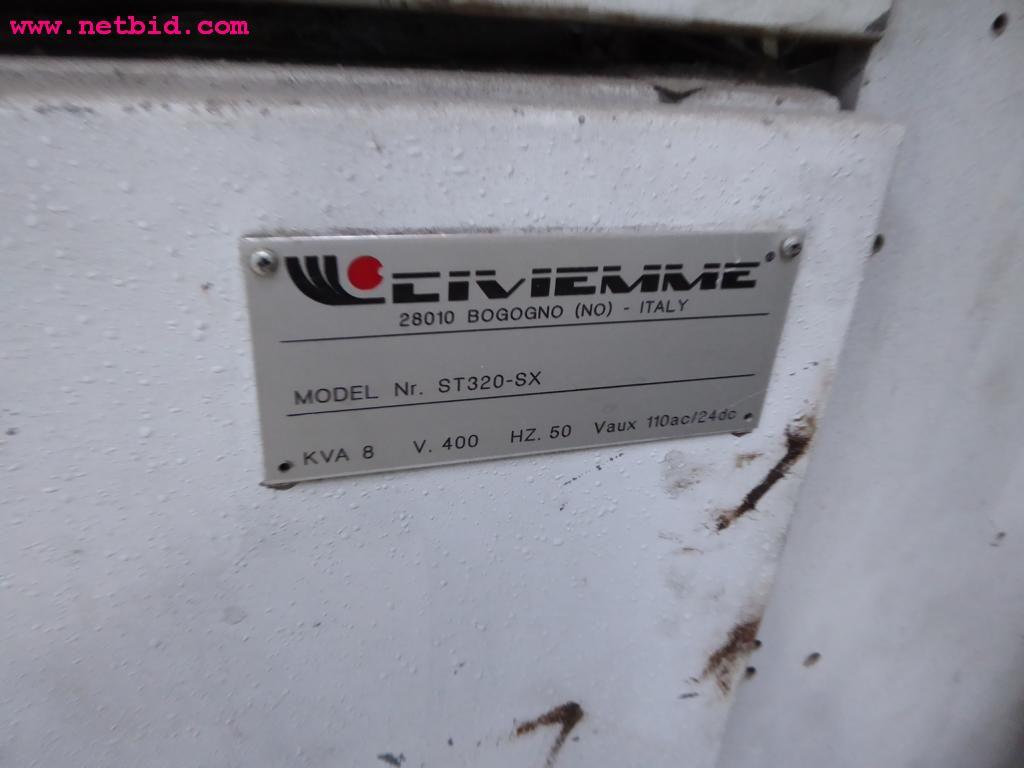 www.netbid.com
CIVIEMME®
28010 BOGOGNO (NO) - ITALY
MODEL Nr. ST320-SX
KVA 8 V. 400 HZ. 50 Vaux 110ac/24dc